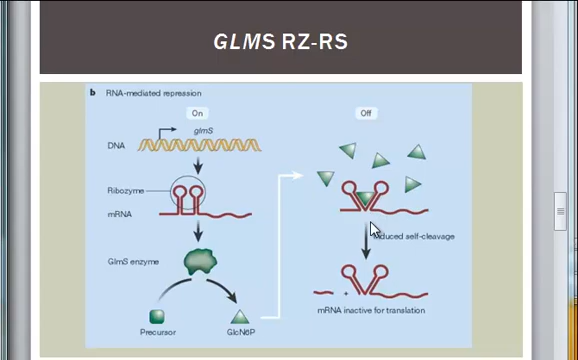 GLMS RZ-RS
b RNA-mediated repression
On
Off
glmS
DNA
Ribozyme
mRNA
Induced self-cleavage
GlmS enzyme
mRNA inactive for translation
Precursor
GlcN6P